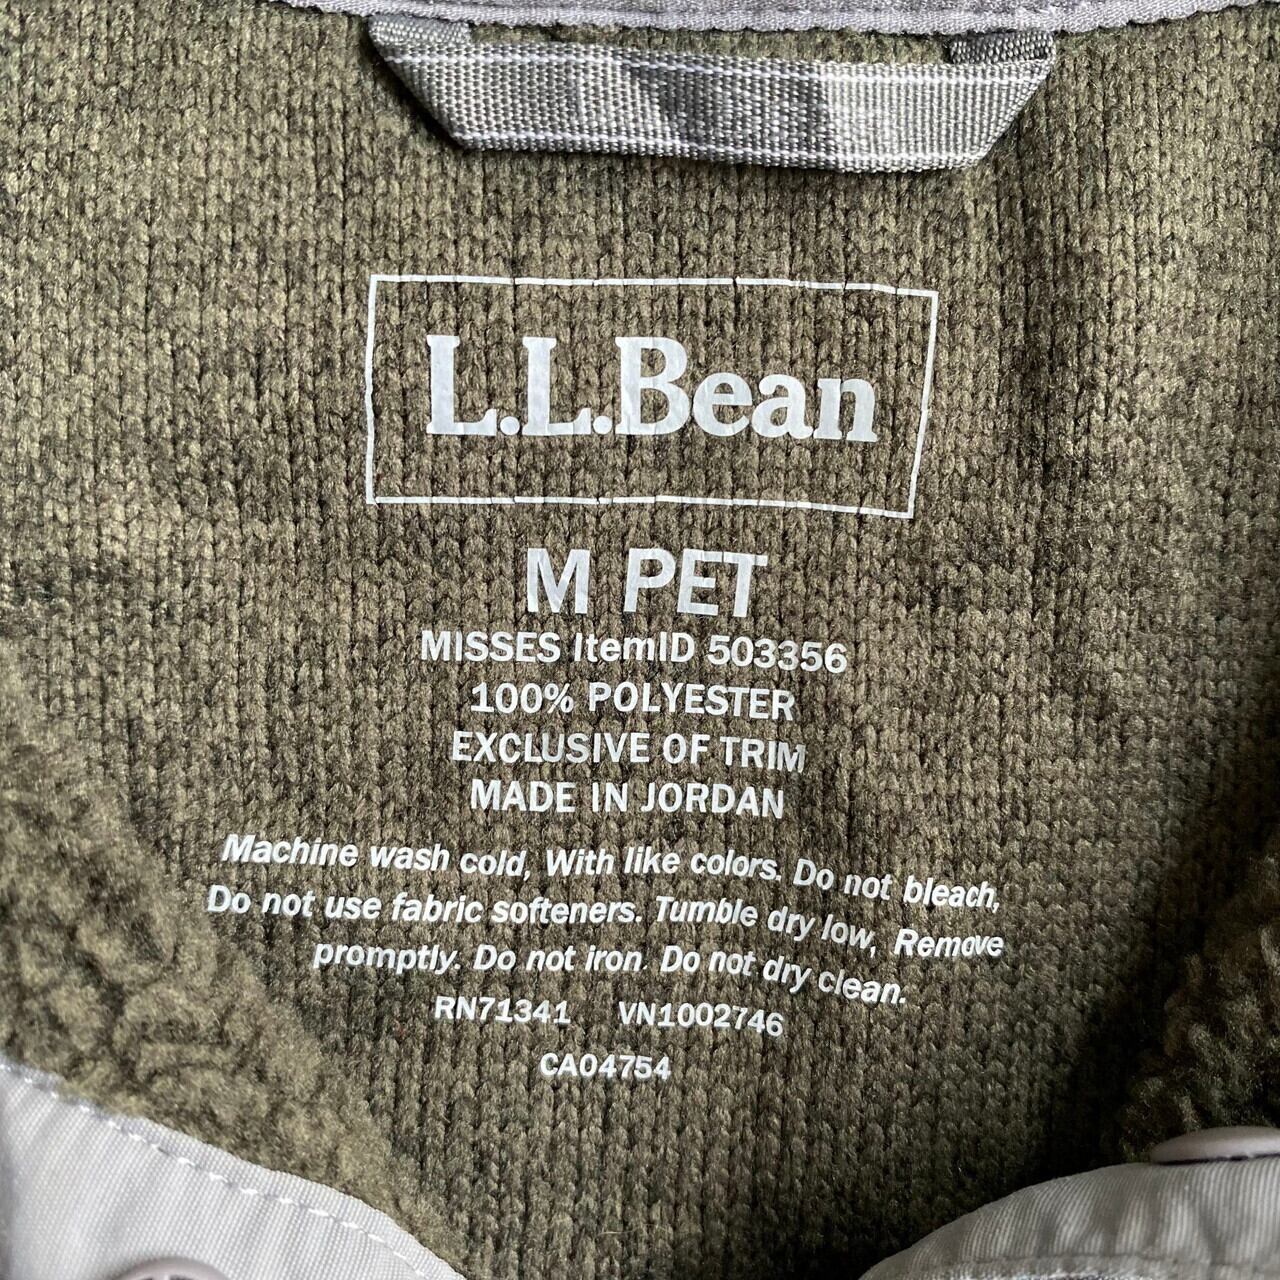 L.L.Bean
M PET
MISSES ItemID 503356
100% POLYESTER
EXCLUSIVE OF TRIM
MADE IN JORDAN
Machine wash cold, With like colors. Do not bleach,
Do not use fabric softeners. Tumble dry low, Remove
promptly. Do not iron. Do not dry clean.
RN71341 VN1002746
CA04754